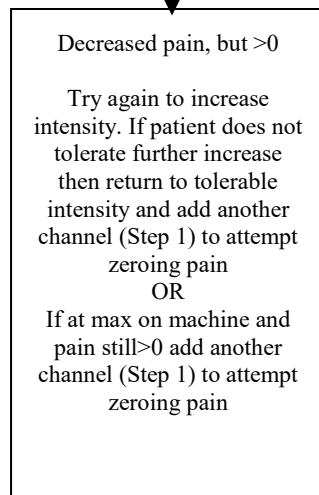 Decreased pain, but >0
Try again to increase
intensity. If patient does not
tolerate further increase
then return to tolerable
intensity and add another
channel (Step 1) to attempt
zeroing pain
OR
If at max on machine and
pain still>0 add another
channel (Step 1) to attempt
zeroing pain